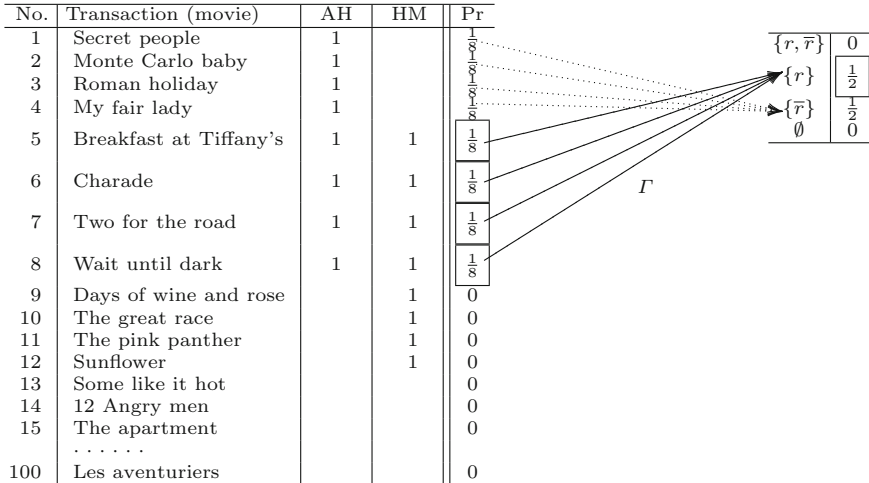 No. Transaction (movie) AH HM Pr
1 Secret people 1 1/8
2 Monte Carlo baby 1 1/8
3 Roman holiday 1 1/8
4 My fair lady 1 1/8
5 Breakfast at Tiffany's 1 1 1/8
6 Charade 1 1 1/8
7 Two for the road 1 1 1/8
8 Wait until dark 1 1 1/8
9 Days of wine and rose 1 0
10 The great race 1 0
11 The pink panther 1 0
12 Sunflower 1 0
13 Some like it hot 0
14 12 Angry men 0
15 The apartment 0
. . . . . .
100 Les aventuriers 0
Γ
{r, r̅} 0
{r} 1/2
{r̅} 1/2
∅ 0